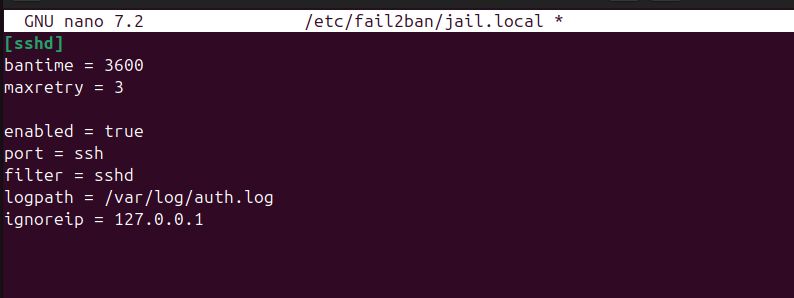 GNU nano 7.2 /etc/fail2ban/jail.local *
[sshd]
bantime = 3600
maxretry = 3
enabled = true
port = ssh
filter = sshd
logpath = /var/log/auth.log
ignoreip = 127.0.0.1